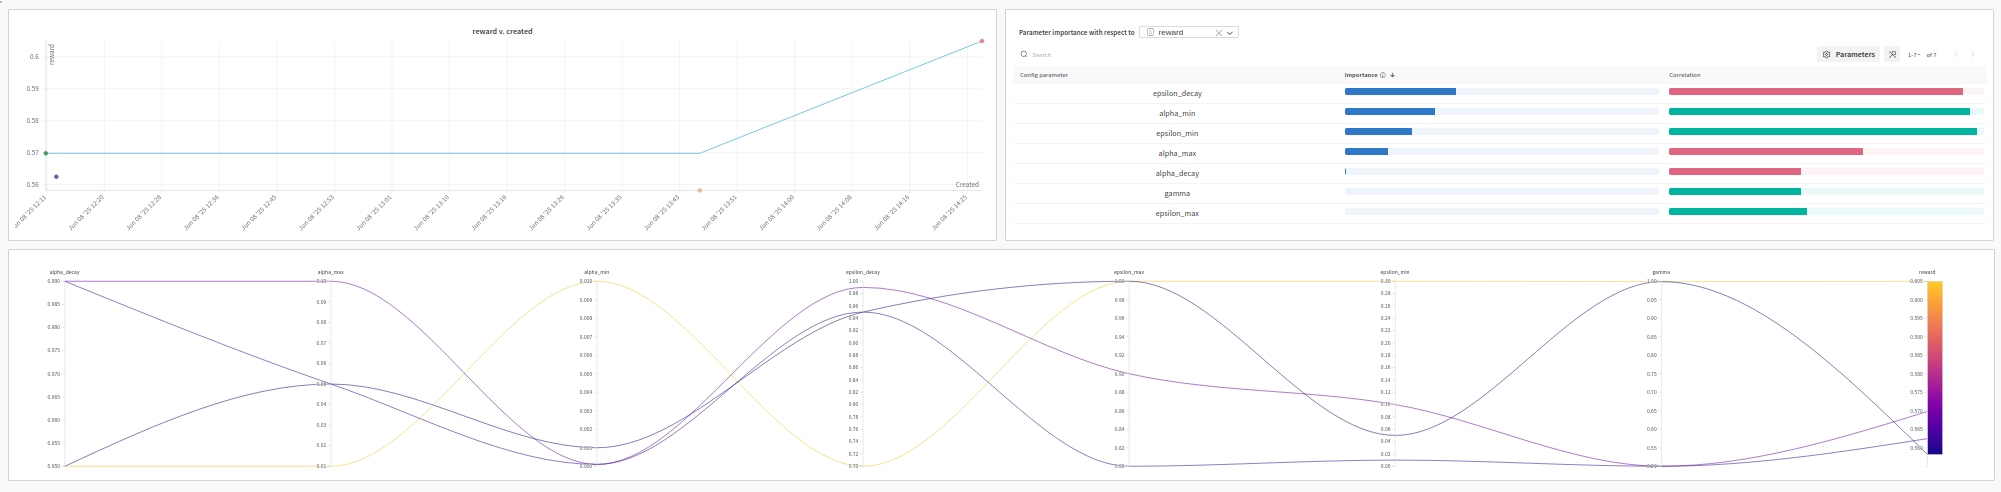 reward v. created
reward
0.6
0.59
0.58
0.57
0.56
Created
Jun 08 '25 12:11
Jun 08 '25 12:20
Jun 08 '25 12:28
Jun 08 '25 12:36
Jun 08 '25 12:45
Jun 08 '25 12:53
Jun 08 '25 13:01
Jun 08 '25 13:10
Jun 08 '25 13:18
Jun 08 '25 13:26
Jun 08 '25 13:35
Jun 08 '25 13:43
Jun 08 '25 13:51
Jun 08 '25 14:00
Jun 08 '25 14:08
Jun 08 '25 14:16
Jun 08 '25 14:25
Parameter importance with respect to reward
Search
Parameters 1-7 of 7
Config parameter Importance Correlation
epsilon_decay
alpha_min
epsilon_min
alpha_max
alpha_decay
gamma
epsilon_max
alpha_decay
0.990
0.985
0.980
0.975
0.970
0.965
0.960
0.955
0.950
alpha_max
0.10
0.09
0.08
0.07
0.06
0.05
0.04
0.03
0.02
0.01
alpha_min
0.010
0.009
0.008
0.007
0.006
0.005
0.004
0.003
0.002
0.001
0.001
epsilon_decay
1.00
0.98
0.96
0.94
0.92
0.90
0.88
0.86
0.84
0.82
0.80
0.78
0.76
0.74
0.72
0.70
epsilon_max
1.00
0.98
0.96
0.94
0.92
0.90
0.88
0.86
0.84
0.82
0.80
epsilon_min
0.30
0.28
0.26
0.24
0.22
0.20
0.18
0.16
0.14
0.12
0.10
0.08
0.06
0.04
0.02
0.00
gamma
1.00
0.95
0.90
0.85
0.80
0.75
0.70
0.65
0.60
0.55
0.50
reward
0.605
0.600
0.595
0.590
0.585
0.580
0.575
0.570
0.565
0.560